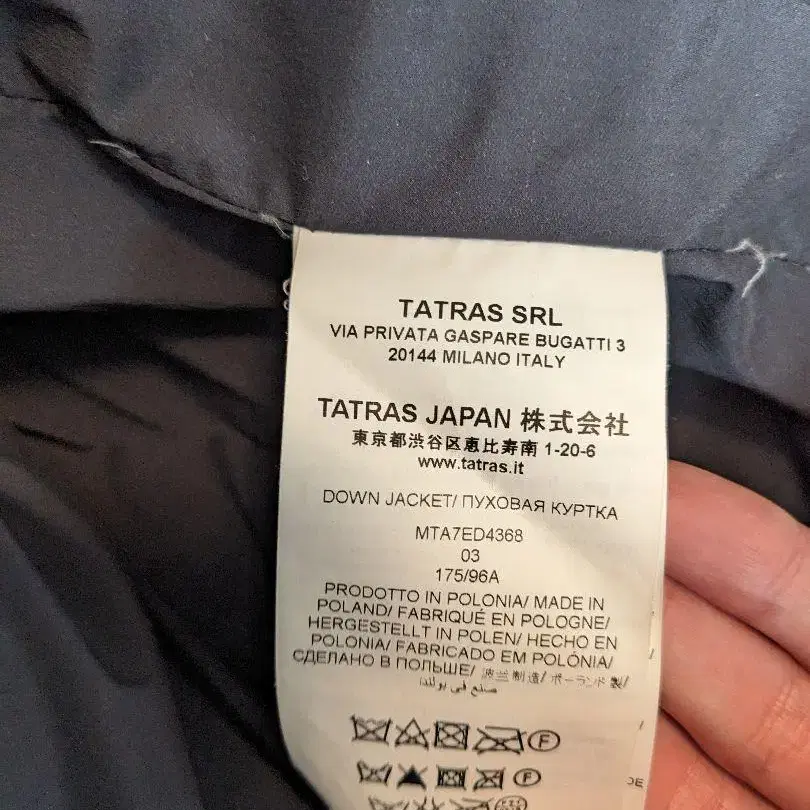 TATRAS SRL
VIA PRIVATA GASPARE BUGATTI 3
20144 MILANO ITALY
TATRAS JAPAN 株式会社
東京都渋谷区恵比寿南 1-20-6
www.tatras.it
DOWN JACKET/ ПУХОВАЯ КУРТКА
MTA7ED4368
03
175/96A
PRODOTTO IN POLONIA/ MADE IN
POLAND/ FABRIQUÉ EN POLOGNE/
HERGESTELLT IN POLEN/ HECHO EN
POLONIA/ FABRICADO EM POLÓNIA/
СДЕЛАНО В ПОЛЬШЕ/ 波兰制造/ ポーランド製/
صنع في بولندا/
F
F